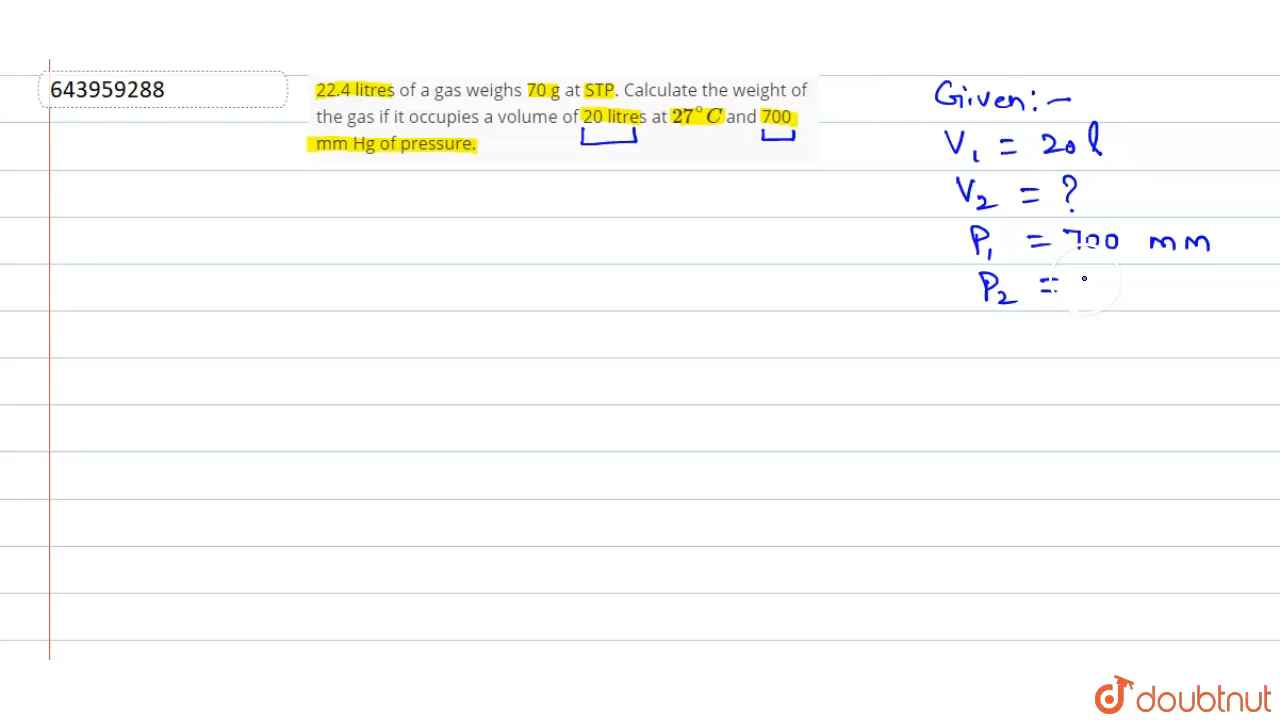 643959288
22.4 litres of a gas weighs 70 g at STP. Calculate the weight of
the gas if it occupies a volume of 20 litres at 27°C and 700
mm Hg of pressure.
Given:-
V₁ = 20 l
V₂ = ?
P₁ = 700 mm
P₂ =
doubtnut